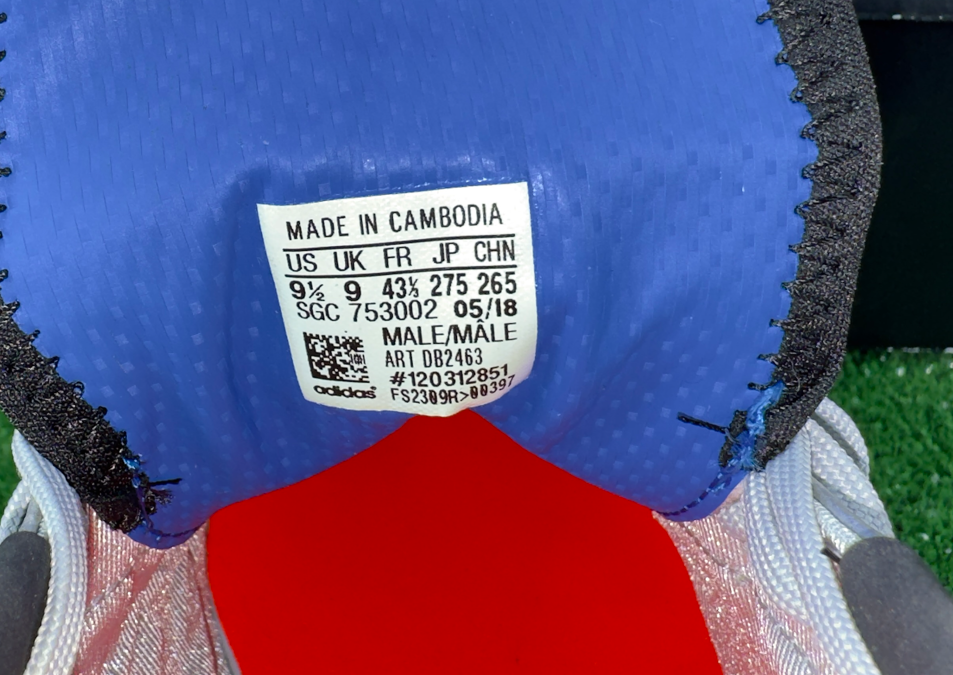 MADE IN CAMBODIA
US UK FR JP CHN
9½ 9 43⅓ 275 265
SGC 753002 05/18
MALE/MÂLE
ART DB2463
#120312851
adidas FS2309R>00397